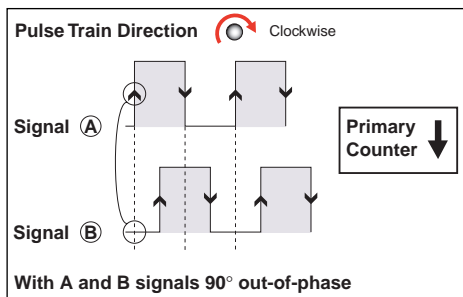 Pulse Train Direction Clockwise
Signal A
Primary
Counter
Signal B
With A and B signals 90° out-of-phase